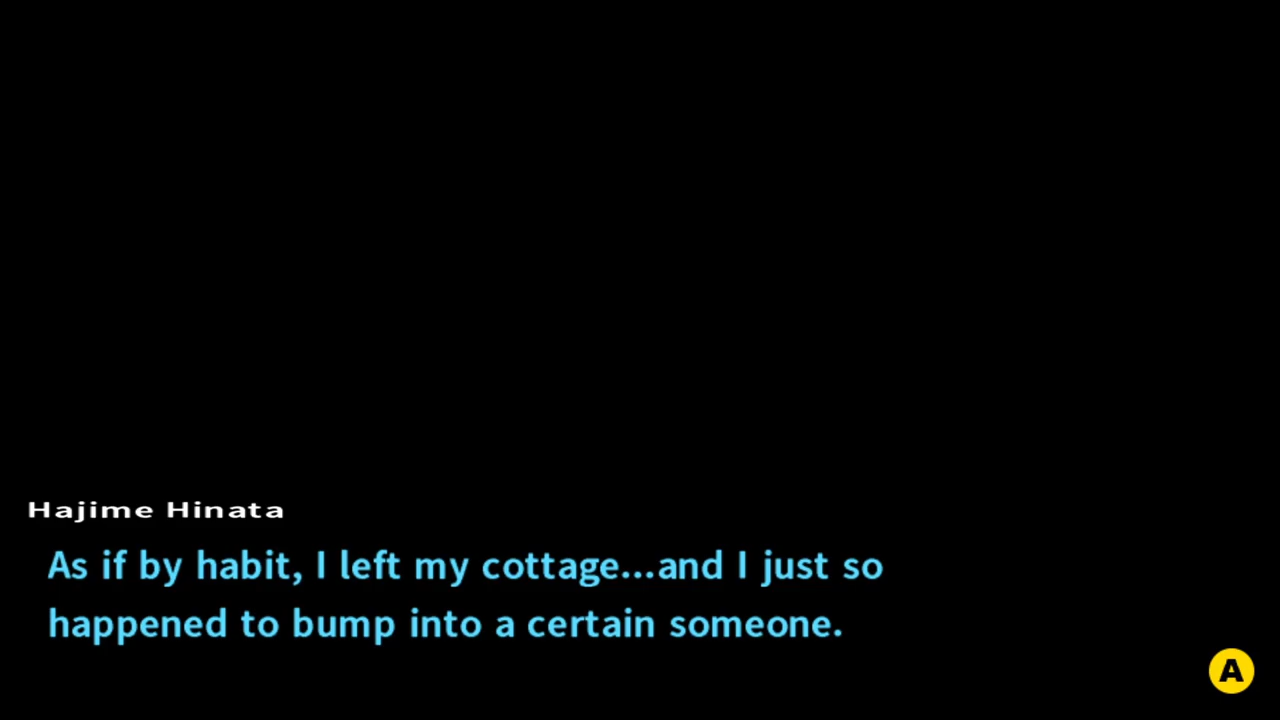 Hajime Hinata
As if by habit, I left my cottage...and I just so
happened to bump into a certain someone.
A